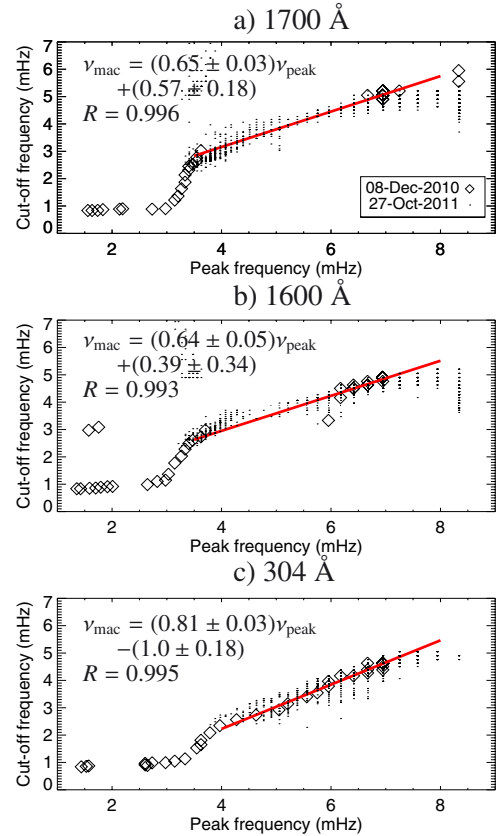 a) 1700 Å
ν_mac = (0.65 ± 0.03)ν_peak
+(0.57 ± 0.18)
R = 0.996
7
6
5
4
3
2
1
0
Cut-off frequency (mHz)
08-Dec-2010
27-Oct-2011
2 4 6 8
Peak frequency (mHz)
b) 1600 Å
ν_mac = (0.64 ± 0.05)ν_peak
+(0.39 ± 0.34)
R = 0.993
7
6
5
4
3
2
1
0
Cut-off frequency (mHz)
2 4 6 8
Peak frequency (mHz)
c) 304 Å
ν_mac = (0.81 ± 0.03)ν_peak
−(1.0 ± 0.18)
R = 0.995
7
6
5
4
3
2
1
0
Cut-off frequency (mHz)
2 4 6 8
Peak frequency (mHz)